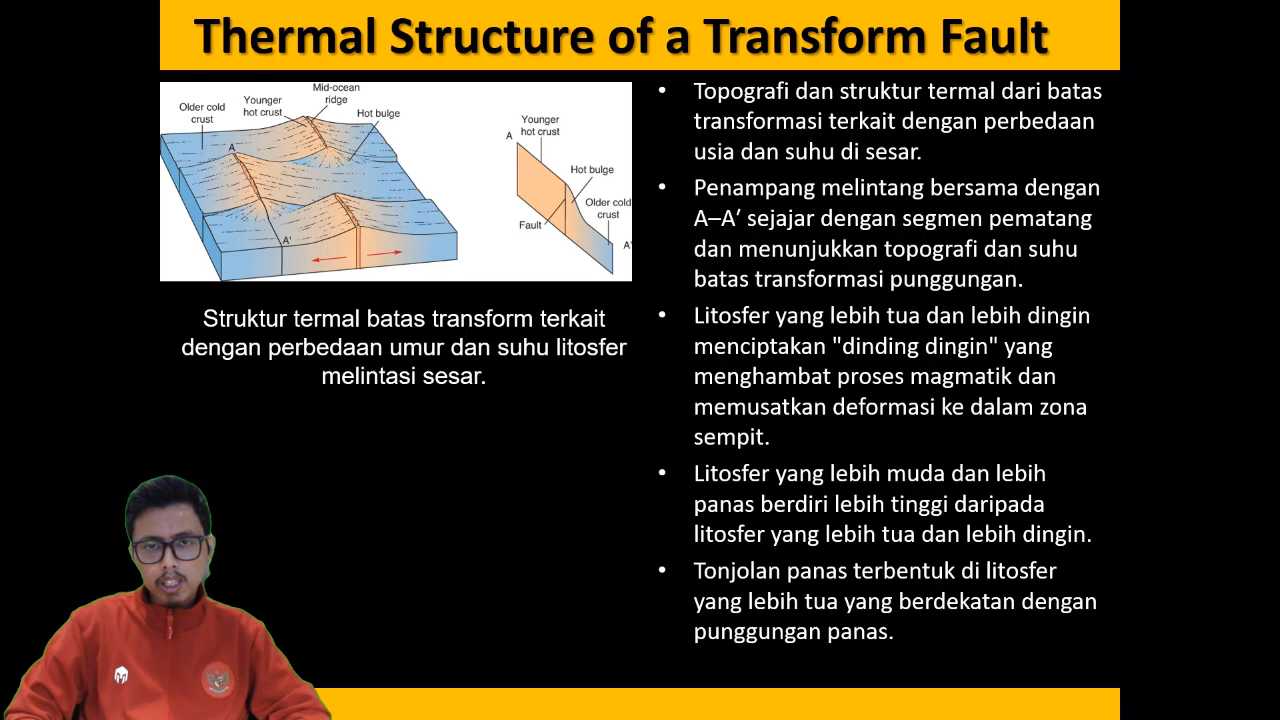 Thermal Structure of a Transform Fault
Mid-ocean
ridge
Younger
hot crust
Older cold
crust
Hot bulge
A
A'
Younger
hot crust
A
Hot bulge
Older cold
crust
Fault
A'
Struktur termal batas transform terkait
dengan perbedaan umur dan suhu litosfer
melintasi sesar.
• Topografi dan struktur termal dari batas
transformasi terkait dengan perbedaan
usia dan suhu di sesar.
• Penampang melintang bersama dengan
A–A′ sejajar dengan segmen pematang
dan menunjukkan topografi dan suhu
batas transformasi punggungan.
• Litosfer yang lebih tua dan lebih dingin
menciptakan "dinding dingin" yang
menghambat proses magmatik dan
memusatkan deformasi ke dalam zona
sempit.
• Litosfer yang lebih muda dan lebih
panas berdiri lebih tinggi daripada
litosfer yang lebih tua dan lebih dingin.
• Tonjolan panas terbentuk di litosfer
yang lebih tua yang berdekatan dengan
punggungan panas.